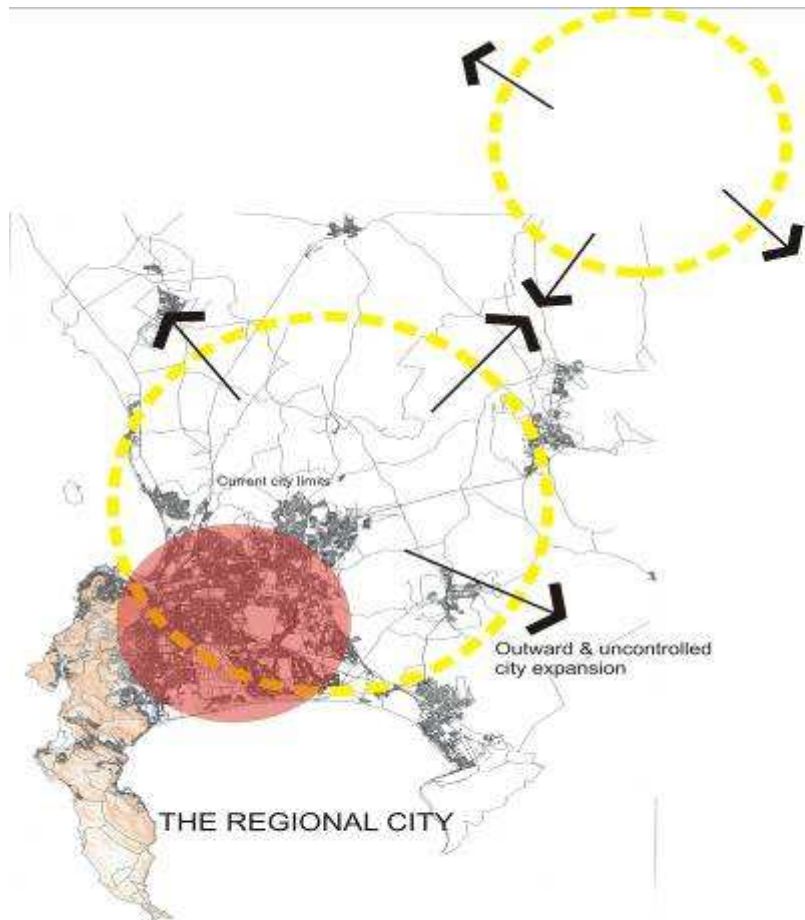 Current city limits
Outward & uncontrolled
city expansion
THE REGIONAL CITY